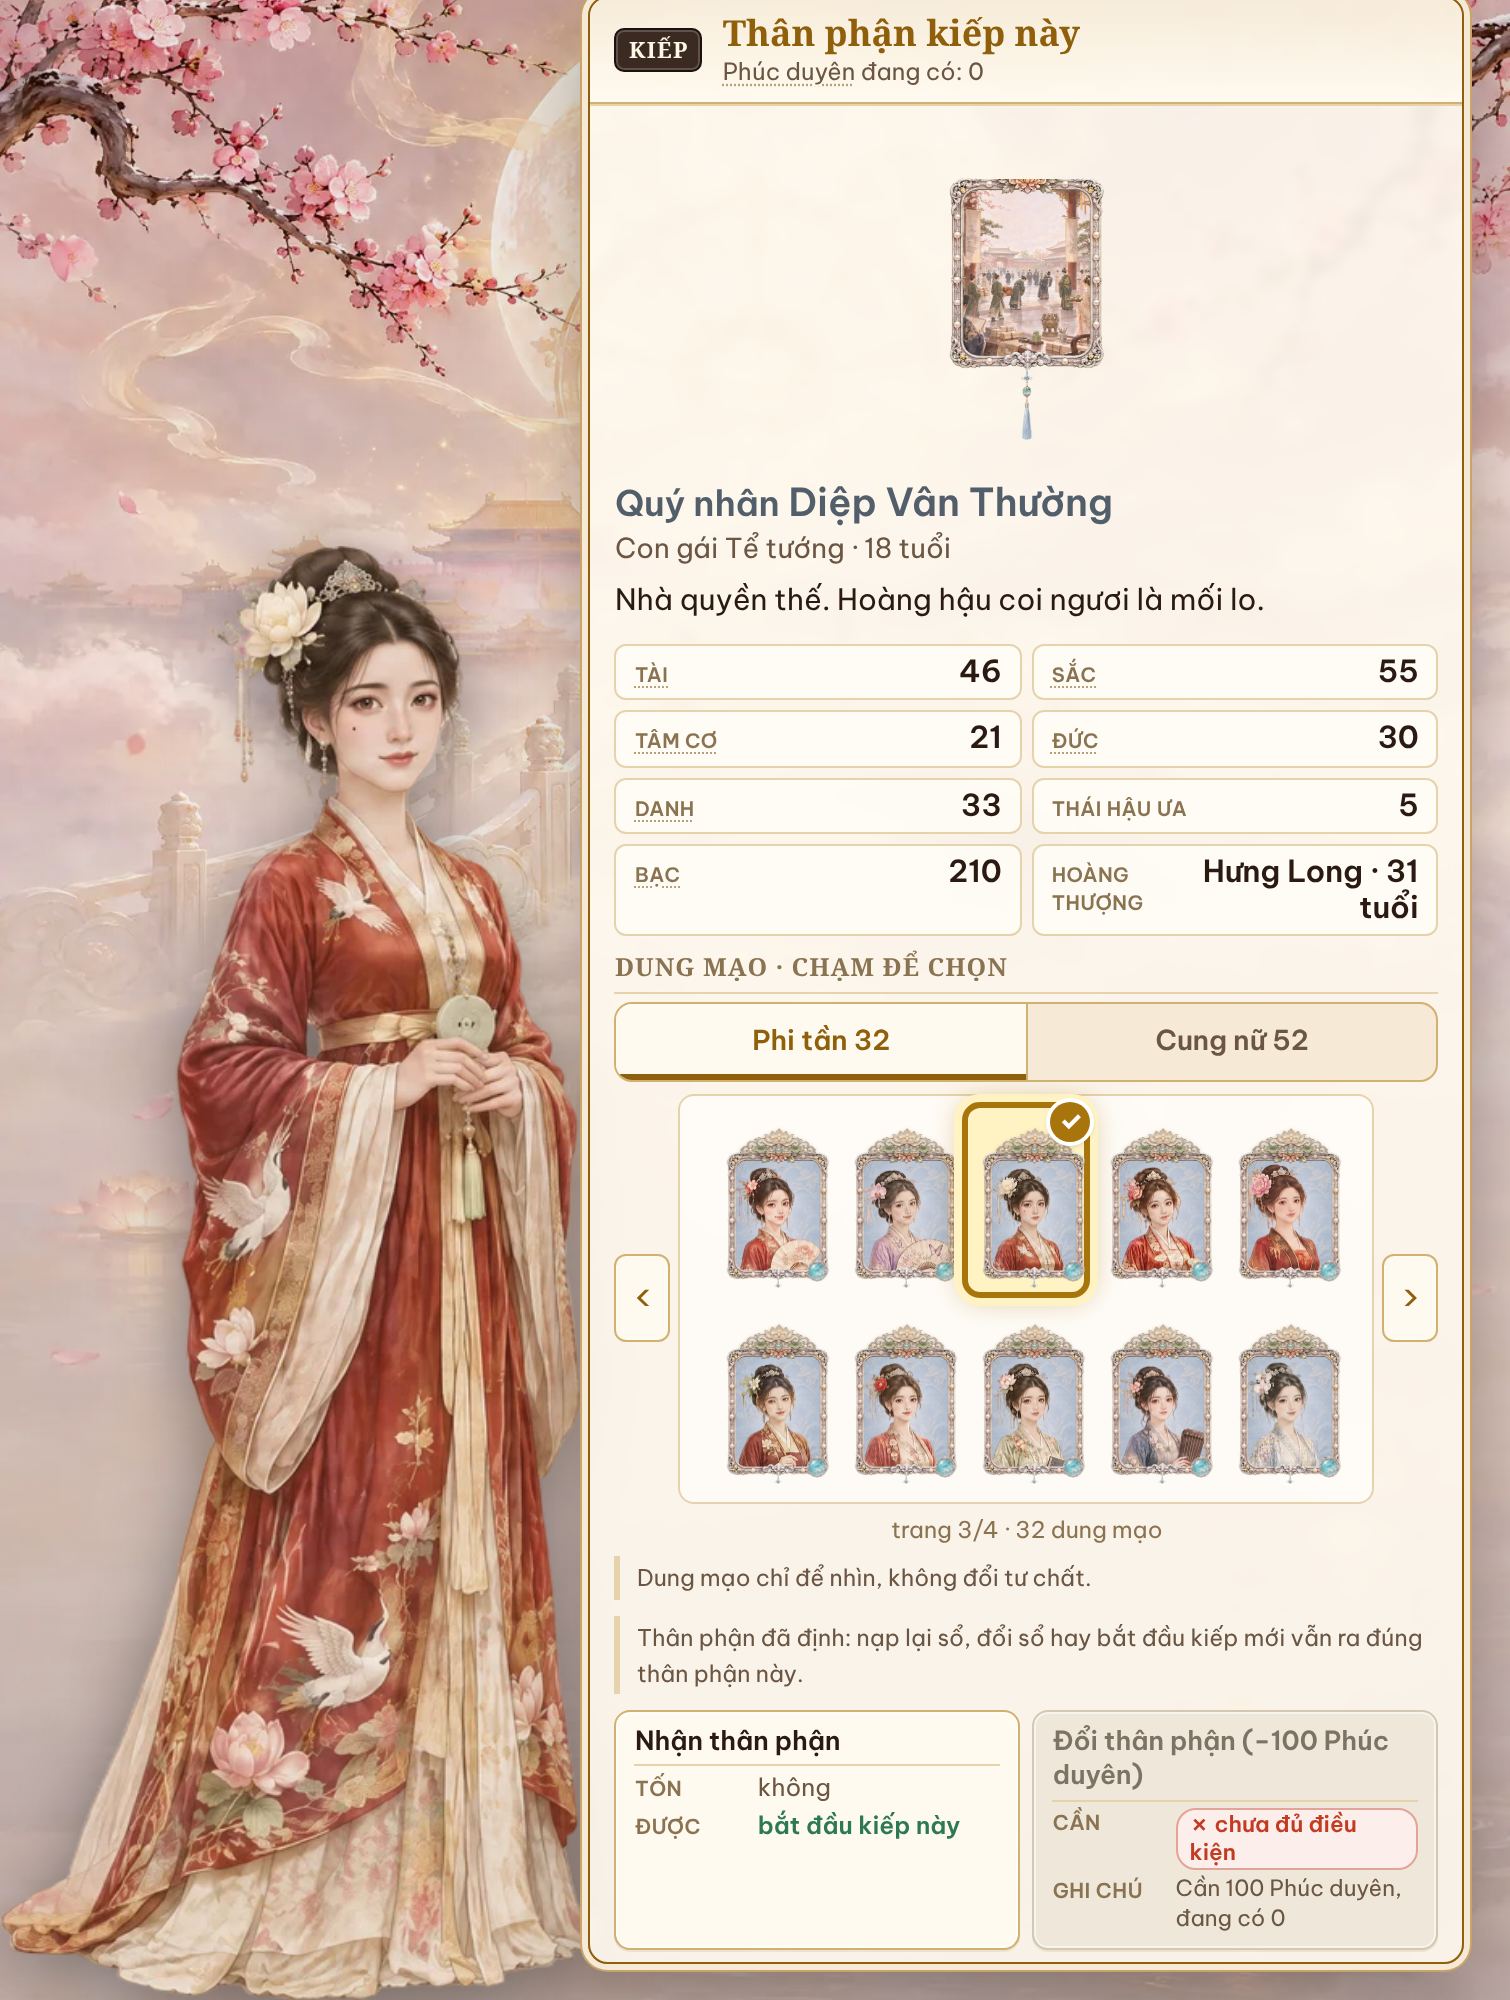 KIẾP
Thân phận kiếp này
Phúc duyên đang có: 0
Quý nhân Diệp Vân Thường
Con gái Tể tướng · 18 tuổi
Nhà quyền thế. Hoàng hậu coi ngươi là mối lo.
TÀI 46
SẮC 55
TÂM CƠ 21
ĐỨC 30
DANH 33
THÁI HẬU ƯA 5
BẠC 210
HOÀNG THƯỢNG
Hưng Long · 31 tuổi
DUNG MẠO · CHẠM ĐỂ CHỌN
Phi tần 32
Cung nữ 52
trang 3/4 · 32 dung mạo
Dung mạo chỉ để nhìn, không đổi tư chất.
Thân phận đã định: nạp lại sổ, đổi sổ hay bắt đầu kiếp mới vẫn ra đúng
thân phận này.
Nhận thân phận
TỐN không
ĐƯỢC bắt đầu kiếp này
Đổi thân phận (−100 Phúc
duyên)
CẦN × chưa đủ điều
kiện
GHI CHÚ Cần 100 Phúc duyên,
đang có 0